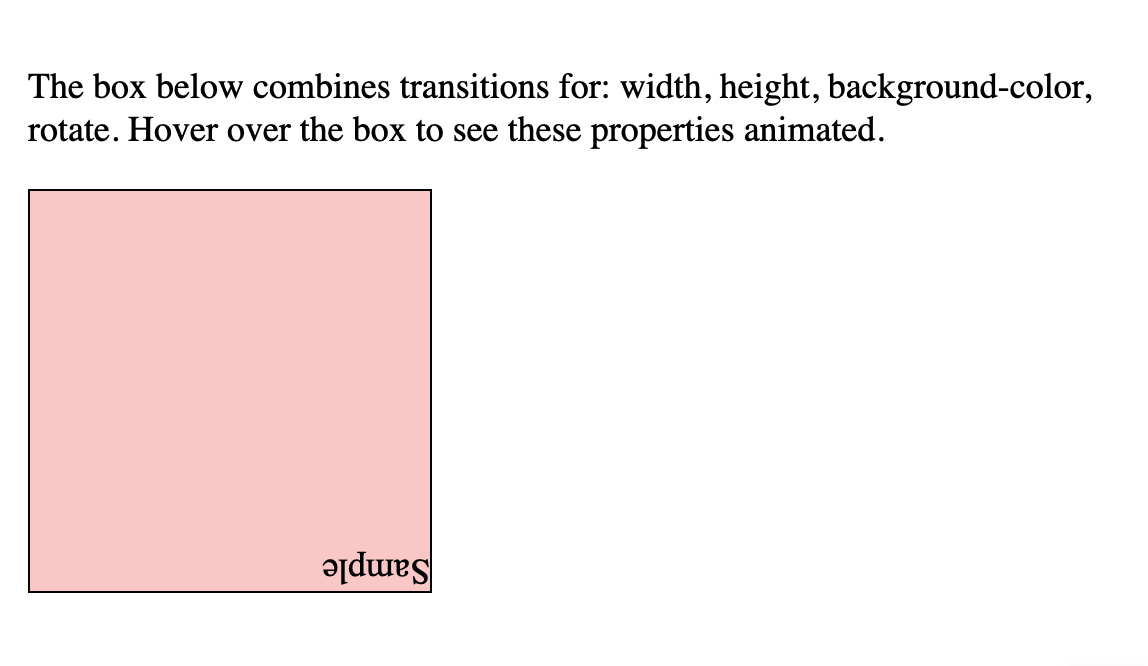 The box below combines transitions for: width, height, background-color,
rotate. Hover over the box to see these properties animated.
Sample